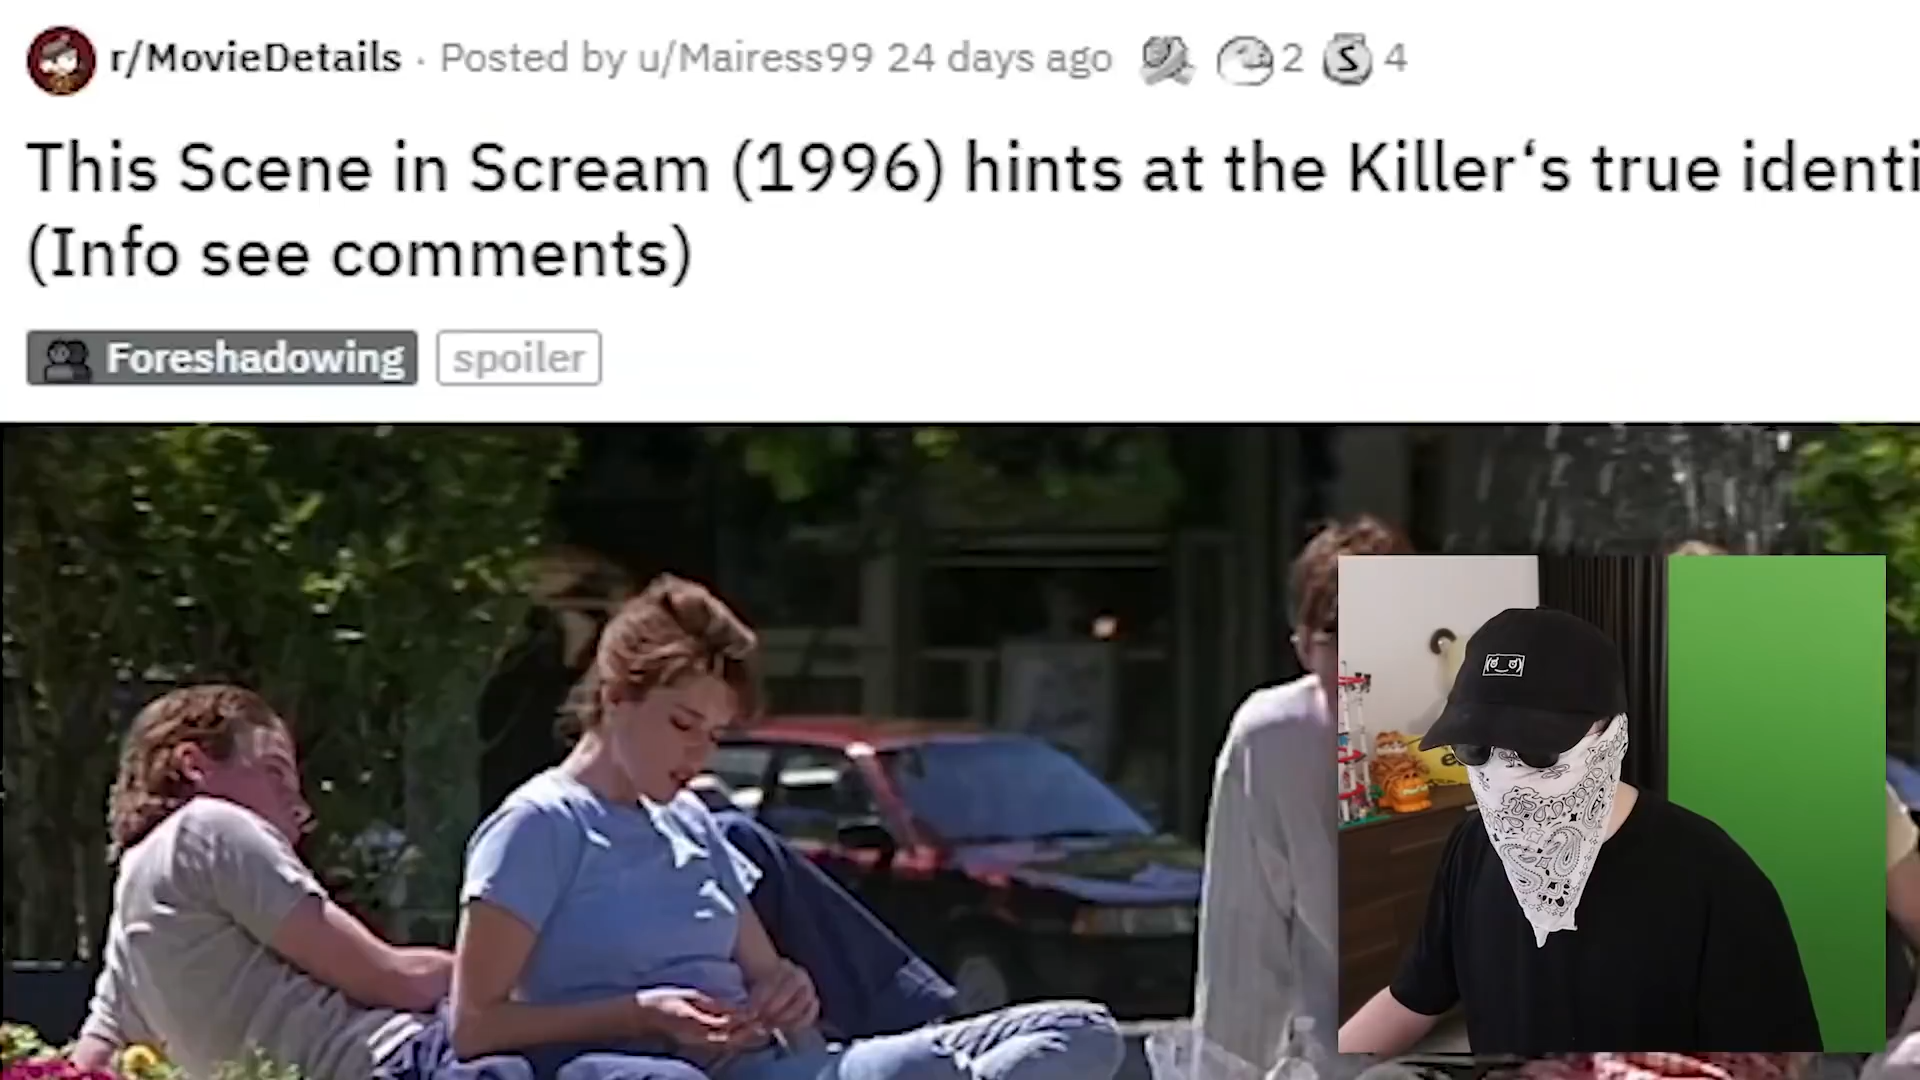 r/MovieDetails · Posted by u/Mairess99 24 days ago 2 S 4
This Scene in Scream (1996) hints at the Killer‘s true identi
(Info see comments)
Foreshadowing spoiler